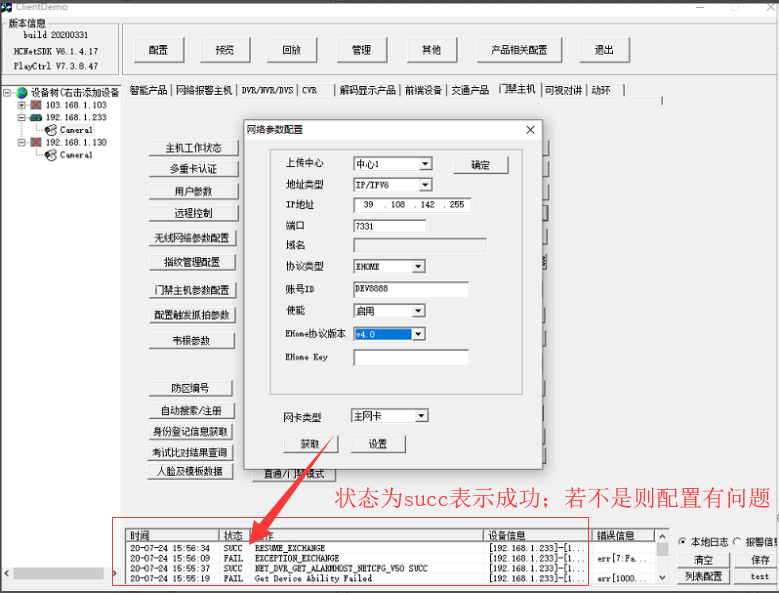 ClientDemo
版本信息
build 20200331
HCNetSDK V6.1.4.17
PlayCtrl V7.3.8.47
配置 预览 回放 管理 其他 产品相关配置 退出
设备树(右击添加设备
103.168.1.103
192.168.1.233
Camera1
192.168.1.130
Camera1
智能产品 网络报警主机 DVR/NVR/DVS CVR 解码显示产品 前端设备 交通产品 门禁主机 可视对讲 动环
主机工作状态
多重卡认证
用户参数
远程控制
无线网络参数配置
指纹管理配置
门禁主机参数配置
配置触发抓拍参数
韦根参数
防区编号
自动搜索/注册
身份登记信息获取
考试比对结果查询
人脸及模板数据
网络参数配置
上传中心 中心1 确定
地址类型 IP/IPV6
IP地址 39 .108 .142 .255
端口 7331
域名
协议类型 EHOME
账号ID DEV8888
使能 启用
EHome协议版本 v4.0
EHome Key
网卡类型 主网卡
获取 设置
状态为succ表示成功；若不是则配置有问题
时间 状态 作 设备信息 错误信息
20-07-24 15:56:34 SUCC RESUME_EXCHANGE [192.168.1.233]-[1...
20-07-24 15:56:09 FAIL EXCEPTION_EXCHANGE [192.168.1.233]-[1... err[7:Fa...
20-07-24 15:55:37 SUCC NET_DVR_GET_ALARMHOST_NETCFG_V50 SUCC [192.168.1.233]-[1...
20-07-24 15:55:19 FAIL Get Device Ability Failed [192.168.1.233]-[1... err[1000...
本地日志 报警信息
清空 保存
列表配置 test